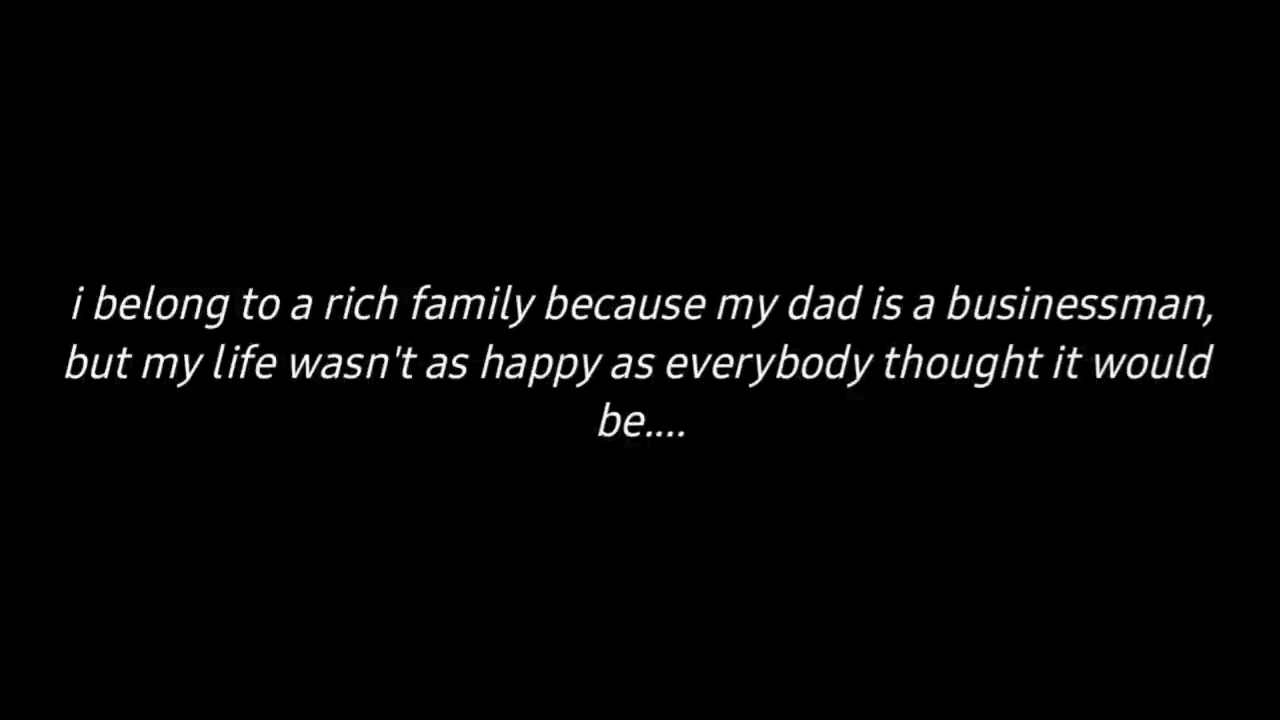 i belong to a rich family because my dad is a businessman,
but my life wasn't as happy as everybody thought it would
be....